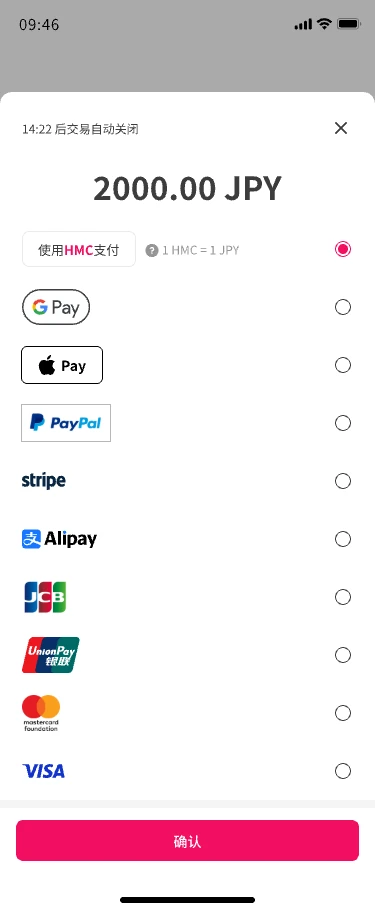 09:46
14:22 后交易自动关闭
2000.00 JPY
使用HMC支付 ? 1 HMC = 1 JPY
G Pay
Pay
PayPal
stripe
支 Alipay
JCB
UnionPay
银联
mastercard
foundation
VISA
确认